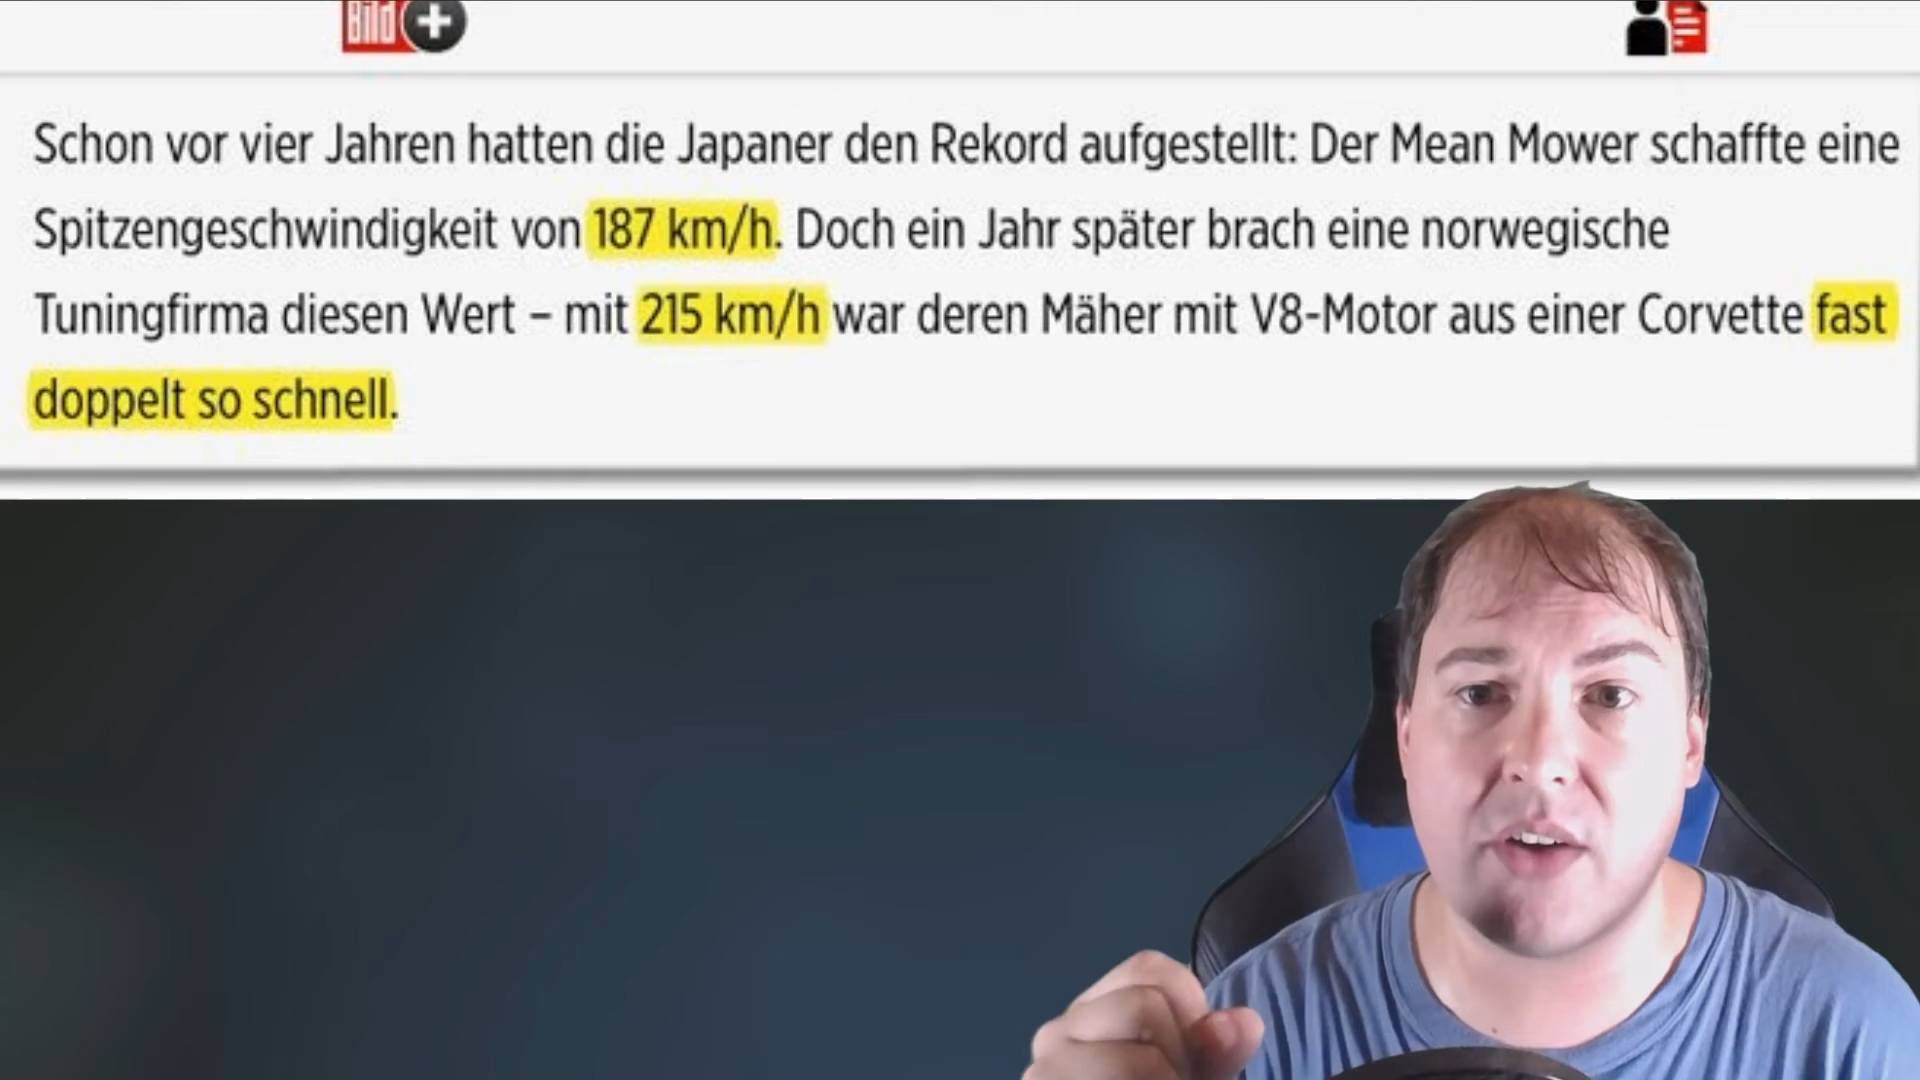 Bild +
Schon vor vier Jahren hatten die Japaner den Rekord aufgestellt: Der Mean Mower schaffte eine
Spitzengeschwindigkeit von 187 km/h. Doch ein Jahr später brach eine norwegische
Tuningfirma diesen Wert – mit 215 km/h war deren Mäher mit V8-Motor aus einer Corvette fast
doppelt so schnell.